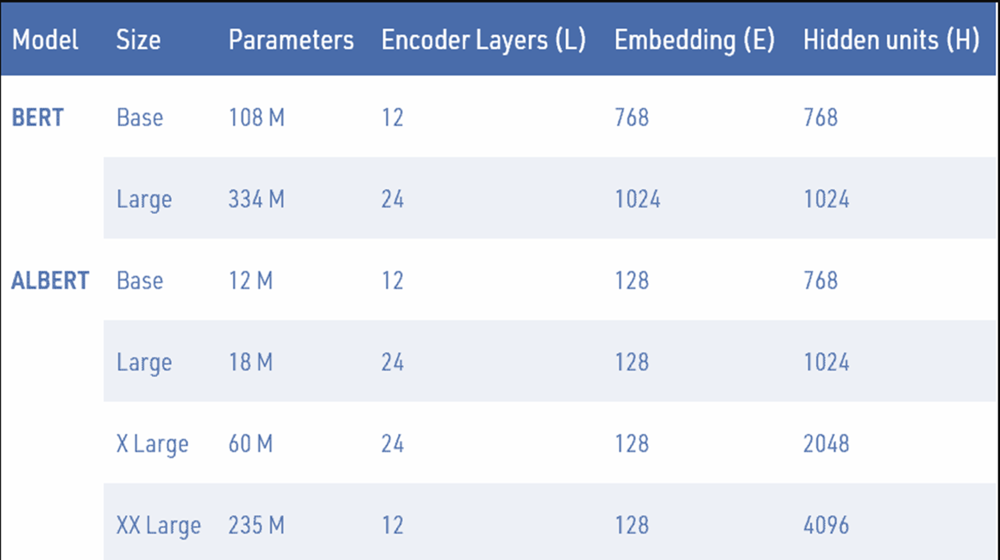 Model Size Parameters Encoder Layers (L) Embedding (E) Hidden units (H)
BERT Base 108 M 12 768 768
Large 334 M 24 1024 1024
ALBERT Base 12 M 12 128 768
Large 18 M 24 128 1024
X Large 60 M 24 128 2048
XX Large 235 M 12 128 4096